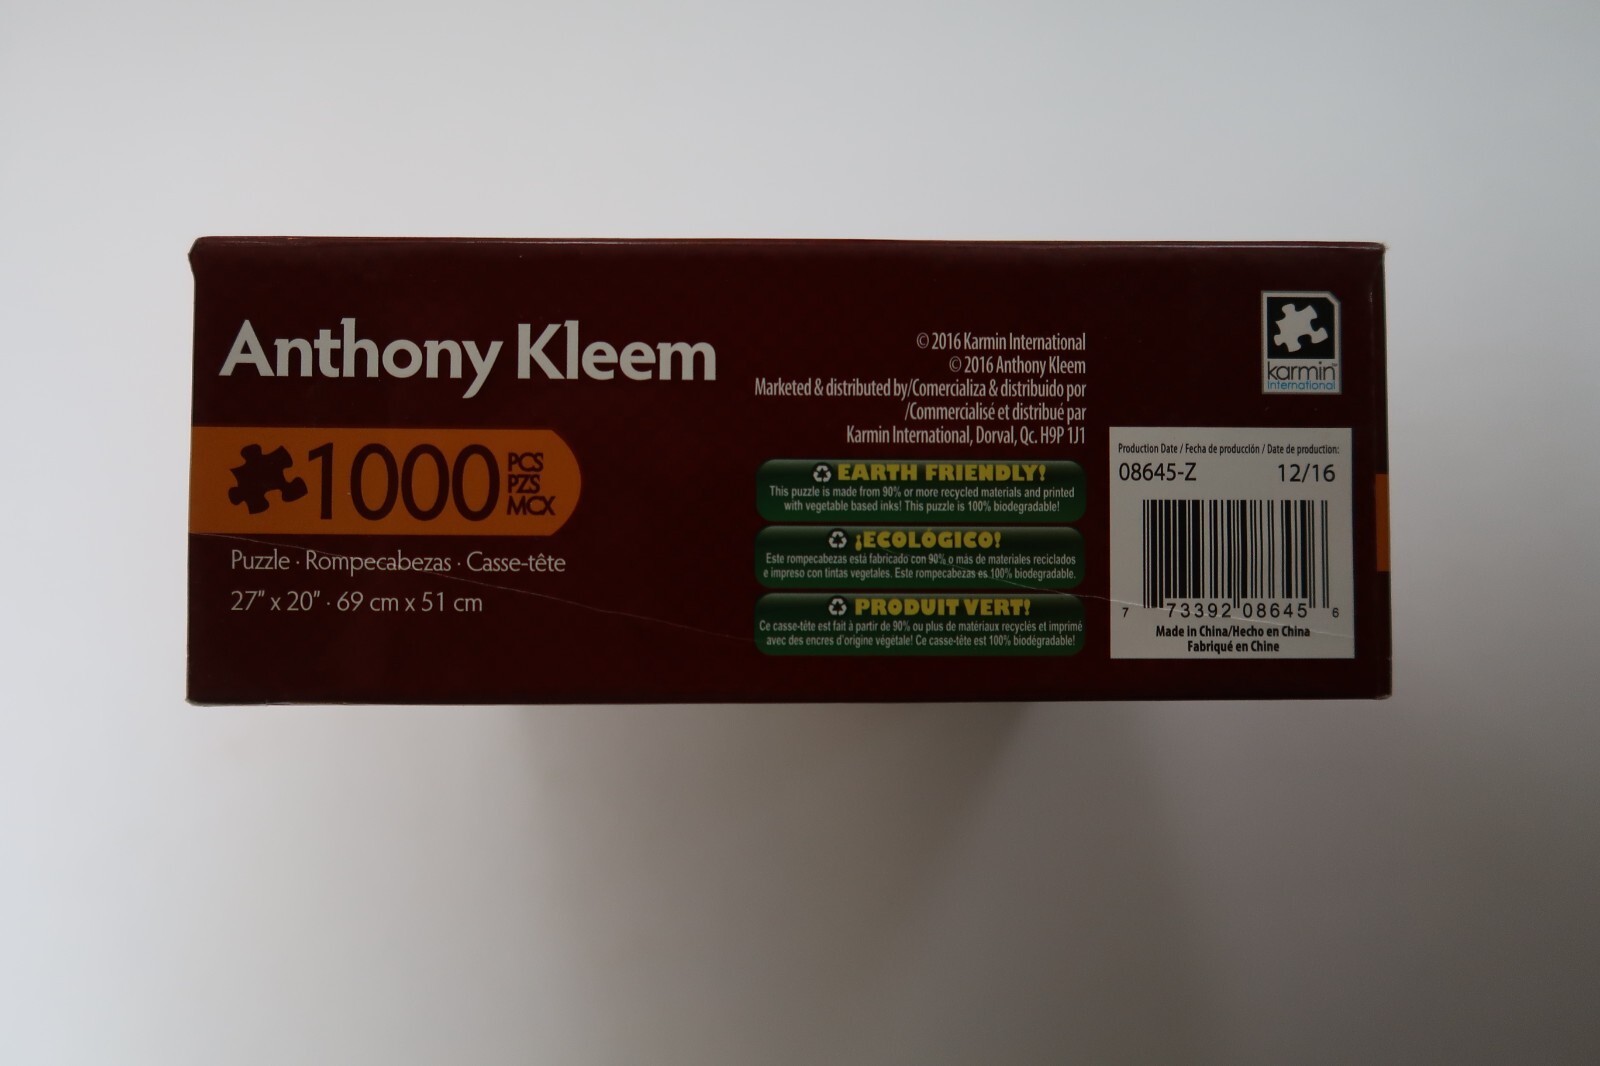 Anthony Kleem
1000 PCS
PZS
MCX
Puzzle · Rompecabezas · Casse-tête
27" x 20" · 69 cm x 51 cm
© 2016 Karmin International
© 2016 Anthony Kleem
Marketed & distributed by/Comercializa & distribuido por
/Commercialisé et distribué par
Karmin International, Dorval, Qc. H9P 1J1
EARTH FRIENDLY!
This puzzle is made from 90% or more recycled materials and printed
with vegetable based inks! This puzzle is 100% biodegradable!
¡ECOLÓGICO!
Este rompecabezas está fabricado con 90% o más de materiales reciclados
e impreso con tintas vegetales. Este rompecabezas es 100% biodegradable.
PRODUIT VERT!
Ce casse-tête est fait à partir de 90% ou plus de matériaux recyclés et imprimé
avec des encres d'origine végétale! Ce casse-tête est 100% biodégradable!
karmin™
international
Production Date / Fecha de producción / Date de production:
08645-Z 12/16
7 73392 08645 6
Made in China/Hecho en China
Fabriqué en Chine